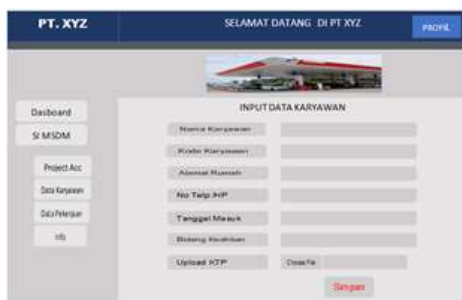 PT. XYZ
SELAMAT DATANG DI PT XYZ
PROFIL
INPUT DATA KARYAWAN
Dasboard
SI MSDM
Project Acc
Data Karyawan
Data Pekerjaan
Info
Nama Karyawan
Kode Karyawan
Alamat Rumah
No Telp /HP
Tanggal Masuk
Bidang Keahlian
Upload KTP
Choose File
Simpan